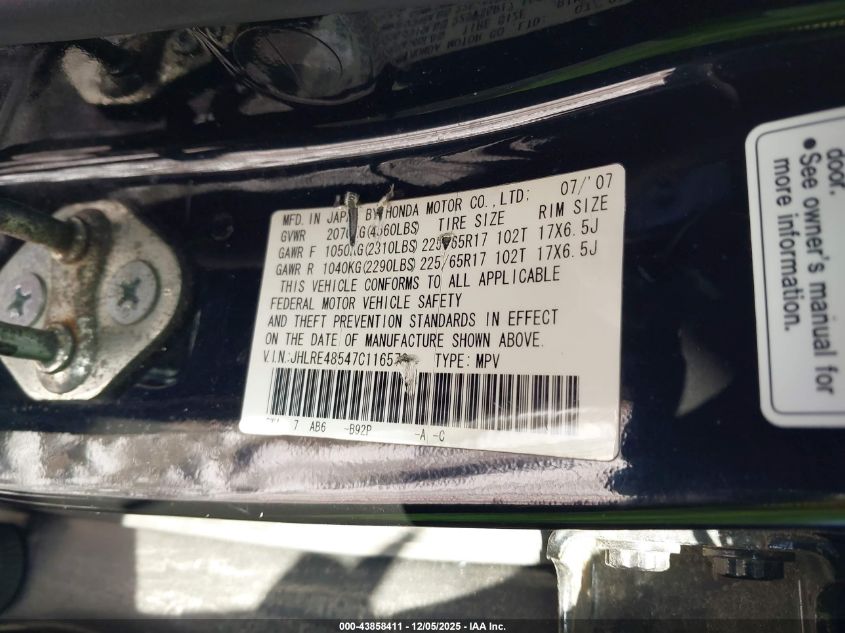 MFD. IN JAPAN BY HONDA MOTOR CO., LTD: 07/'07
GVWR 2070KG(4560LBS) TIRE SIZE RIM SIZE
GAWR F 1050KG(2310LBS) 225/65R17 102T 17X6.5J
GAWR R 1040KG(2290LBS) 225/65R17 102T 17X6.5J
THIS VEHICLE CONFORMS TO ALL APPLICABLE
FEDERAL MOTOR VEHICLE SAFETY
AND THEFT PREVENTION STANDARDS IN EFFECT
ON THE DATE OF MANUFACTURE SHOWN ABOVE.
V.I.N.: TYPE: MPV
7 AB6 -B92P -A -C
door.
● See owner's manual for
more information.
000-43858411 - 12/05/2025 - IAA Inc.